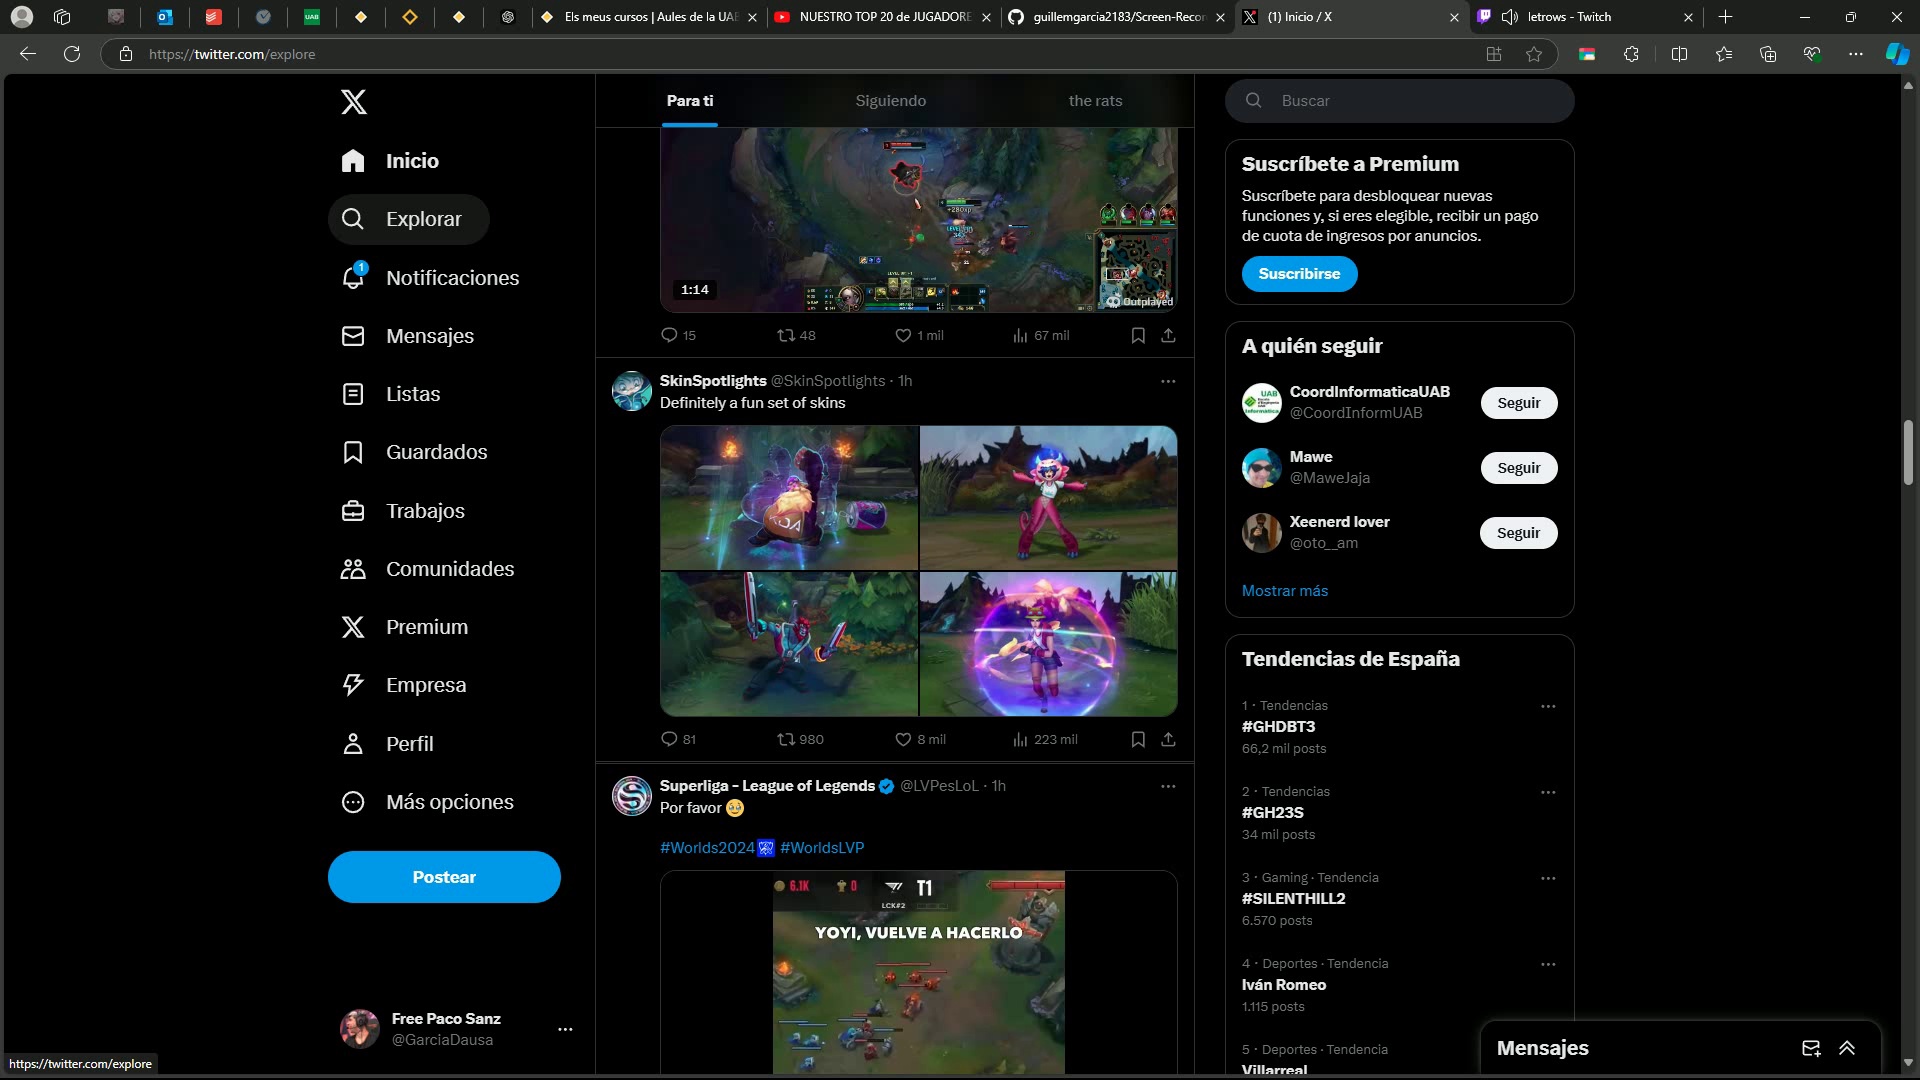 Els meus cursos | Aules de la UAB
NUESTRO TOP 20 de JUGADORE
guillemgarcia2183/Screen-Recor
(1) Inicio / X
letrows - Twitch
https://twitter.com/explore
Inicio
Explorar
1
Notificaciones
Mensajes
Listas
Guardados
Trabajos
Comunidades
Premium
Empresa
Perfil
Más opciones
Postear
Free Paco Sanz
@GarciaDausa
https://twitter.com/explore
Para ti
Siguiendo
the rats
1:14
Outplayed
15
48
1 mil
67 mil
SkinSpotlights @SkinSpotlights · 1h
Definitely a fun set of skins
81
980
8 mil
223 mil
Superliga - League of Legends @LVPesLoL · 1h
Por favor 🥹
#Worlds2024 #WorldsLVP
6.1K
0
T1
LCK#2
YOYI, VUELVE A HACERLO
Buscar
Suscríbete a Premium
Suscríbete para desbloquear nuevas
funciones y, si eres elegible, recibir un pago
de cuota de ingresos por anuncios.
Suscribirse
A quién seguir
CoordInformaticaUAB
@CoordInformUAB
Seguir
Mawe
@MaweJaja
Seguir
Xeenerd lover
@oto__am
Seguir
Mostrar más
Tendencias de España
1 · Tendencias
#GHDBT3
66,2 mil posts
2 · Tendencias
#GH23S
34 mil posts
3 · Gaming · Tendencia
#SILENTHILL2
6.570 posts
4 · Deportes · Tendencia
Iván Romeo
1.115 posts
5 · Deportes · Tendencia
Villarreal
Mensajes